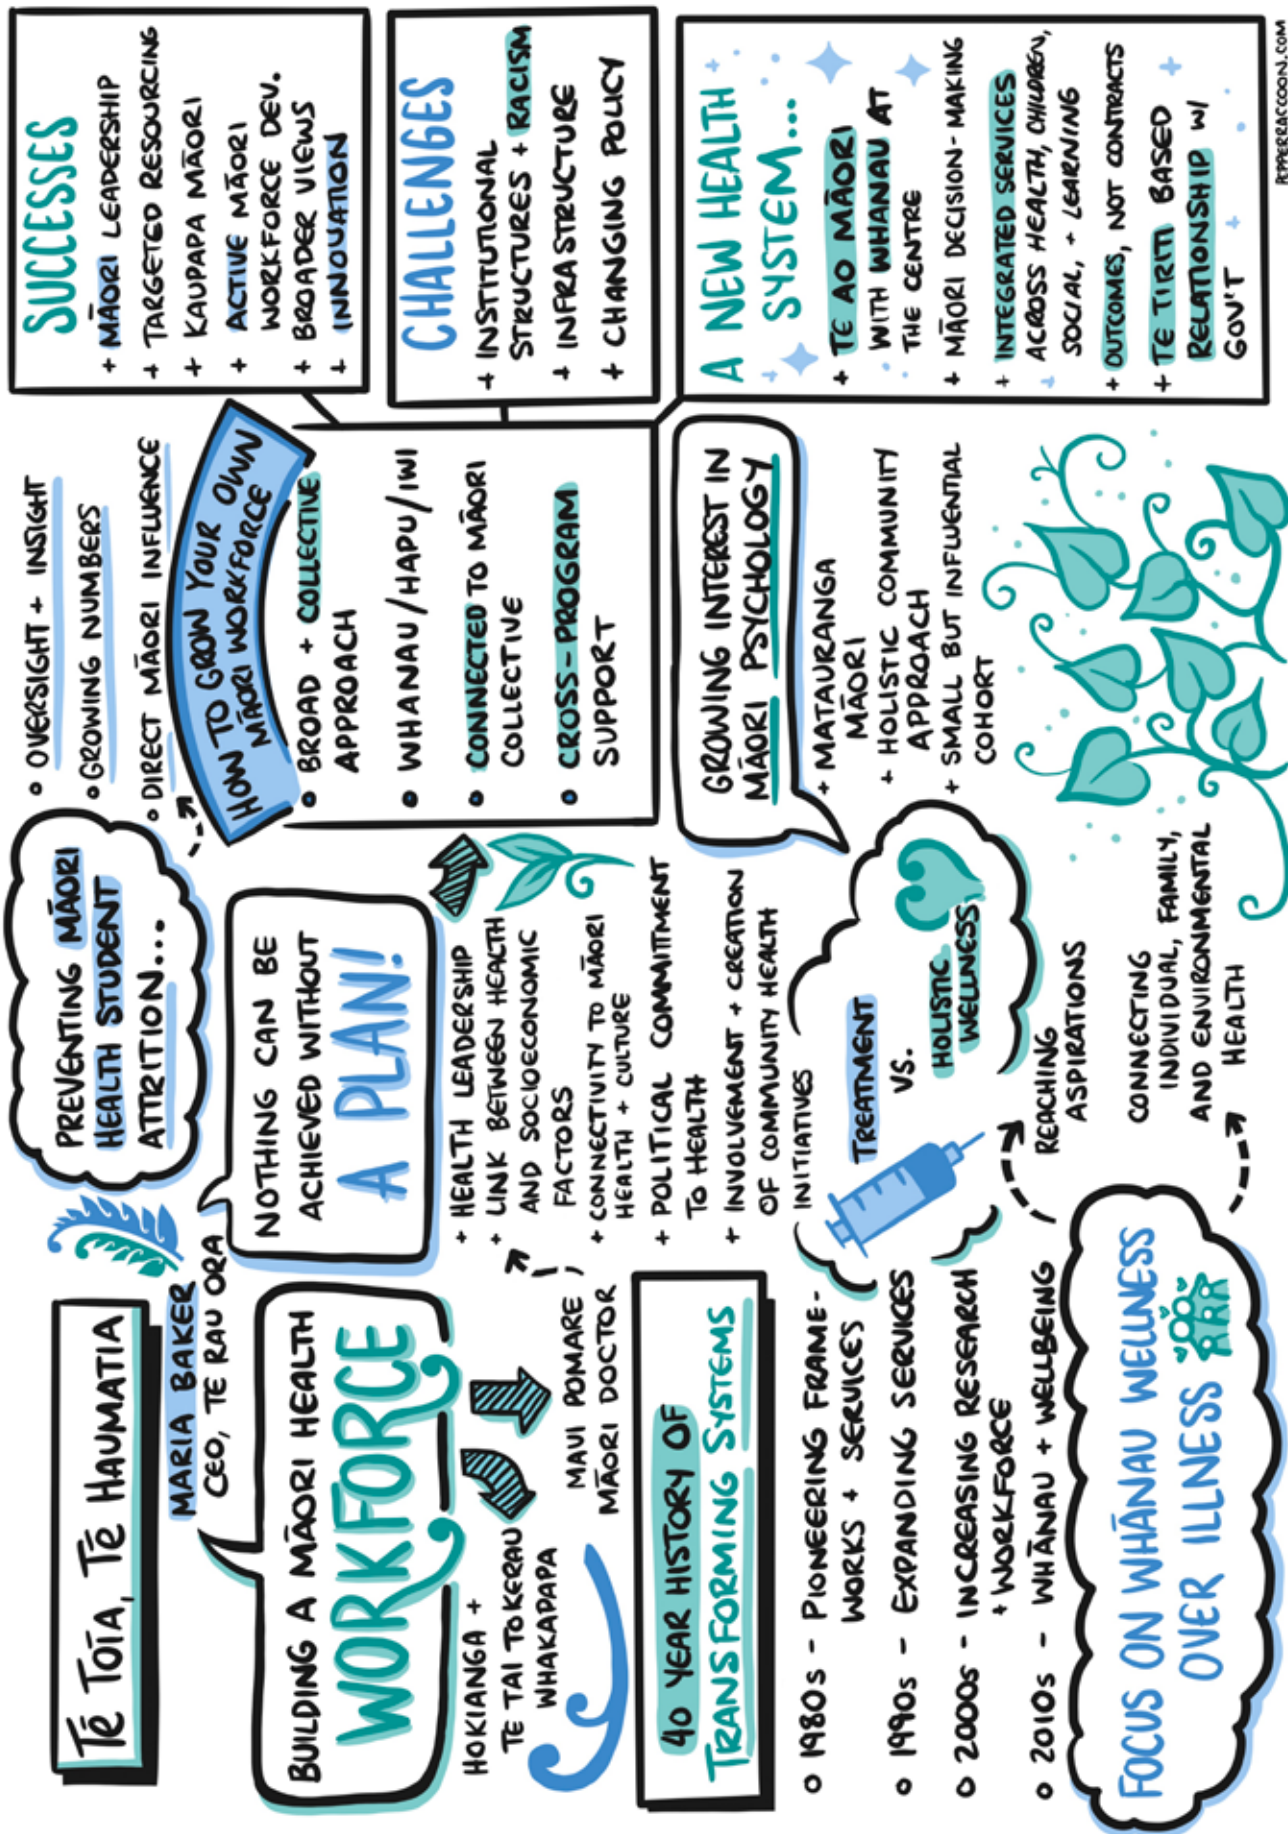 Tē Toia, Tē Haumatia
MARIA BAKER
CEO, TE RAU ORA
BUILDING A MĀORI HEALTH
WORKFORCE
HOKIANGA +
TE TAI TOKERAU
WHAKAPAPA
MAUI POMARE
MĀORI DOCTOR
40 YEAR HISTORY OF
TRANSFORMING SYSTEMS
1980s - PIONEERING FRAME-
WORKS + SERVICES
1990s - EXPANDING SERVICES
2000s - INCREASING RESEARCH
+ WORKFORCE
2010s - WHĀNAU + WELLBEING
FOCUS ON WHĀNAU WELLNESS
OVER ILLNESS
PREVENTING MĀORI
HEALTH STUDENT
ATTRITION...
• OVERSIGHT + INSIGHT
• GROWING NUMBERS
• DIRECT MĀORI INFLUENCE
NOTHING CAN BE
ACHIEVED WITHOUT
A PLAN!
+ HEALTH LEADERSHIP
+ LINK BETWEEN HEALTH
AND SOCIOECONOMIC
FACTORS
+ CONNECTIVITY TO MĀORI
HEALTH + CULTURE
+ POLITICAL COMMITMENT
TO HEALTH
+ INVOLVEMENT + CREATION
OF COMMUNITY HEALTH
INITIATIVES
TREATMENT
VS.
HOLISTIC
WELLNESS
REACHING
ASPIRATIONS
CONNECTING
INDIVIDUAL, FAMILY,
AND ENVIRONMENTAL
HEALTH
HOW TO GROW YOUR OWN
MĀORI WORKFORCE
• BROAD + COLLECTIVE
APPROACH
• WHANAU/HAPU/IWI
• CONNECTED TO MĀORI
COLLECTIVE
• CROSS-PROGRAM
SUPPORT
GROWING INTEREST IN
MĀORI PSYCHOLOGY
+ MATAURANGA
MĀORI
+ HOLISTIC COMMUNITY
APPROACH
+ SMALL BUT INFLUENTIAL
COHORT
SUCCESSES
+ MĀORI LEADERSHIP
+ TARGETED RESOURCING
+ KAUPAPA MĀORI
+ ACTIVE MĀORI
WORKFORCE DEV.
+ BROADER VIEWS
+ INNOVATION
CHALLENGES
+ INSTITUTIONAL
STRUCTURES + RACISM
+ INFRASTRUCTURE
+ CHANGING POLICY
A NEW HEALTH
SYSTEM...
+ TE AO MĀORI
WITH WHANAU AT
THE CENTRE
+ MĀORI DECISION-MAKING
+ INTEGRATED SERVICES
ACROSS HEALTH, CHILDREN,
SOCIAL, + LEARNING
+ OUTCOMES, NOT CONTRACTS
+ TE TIRITI BASED
RELATIONSHIP W/
GOV'T
PEPPERRACCOON.COM